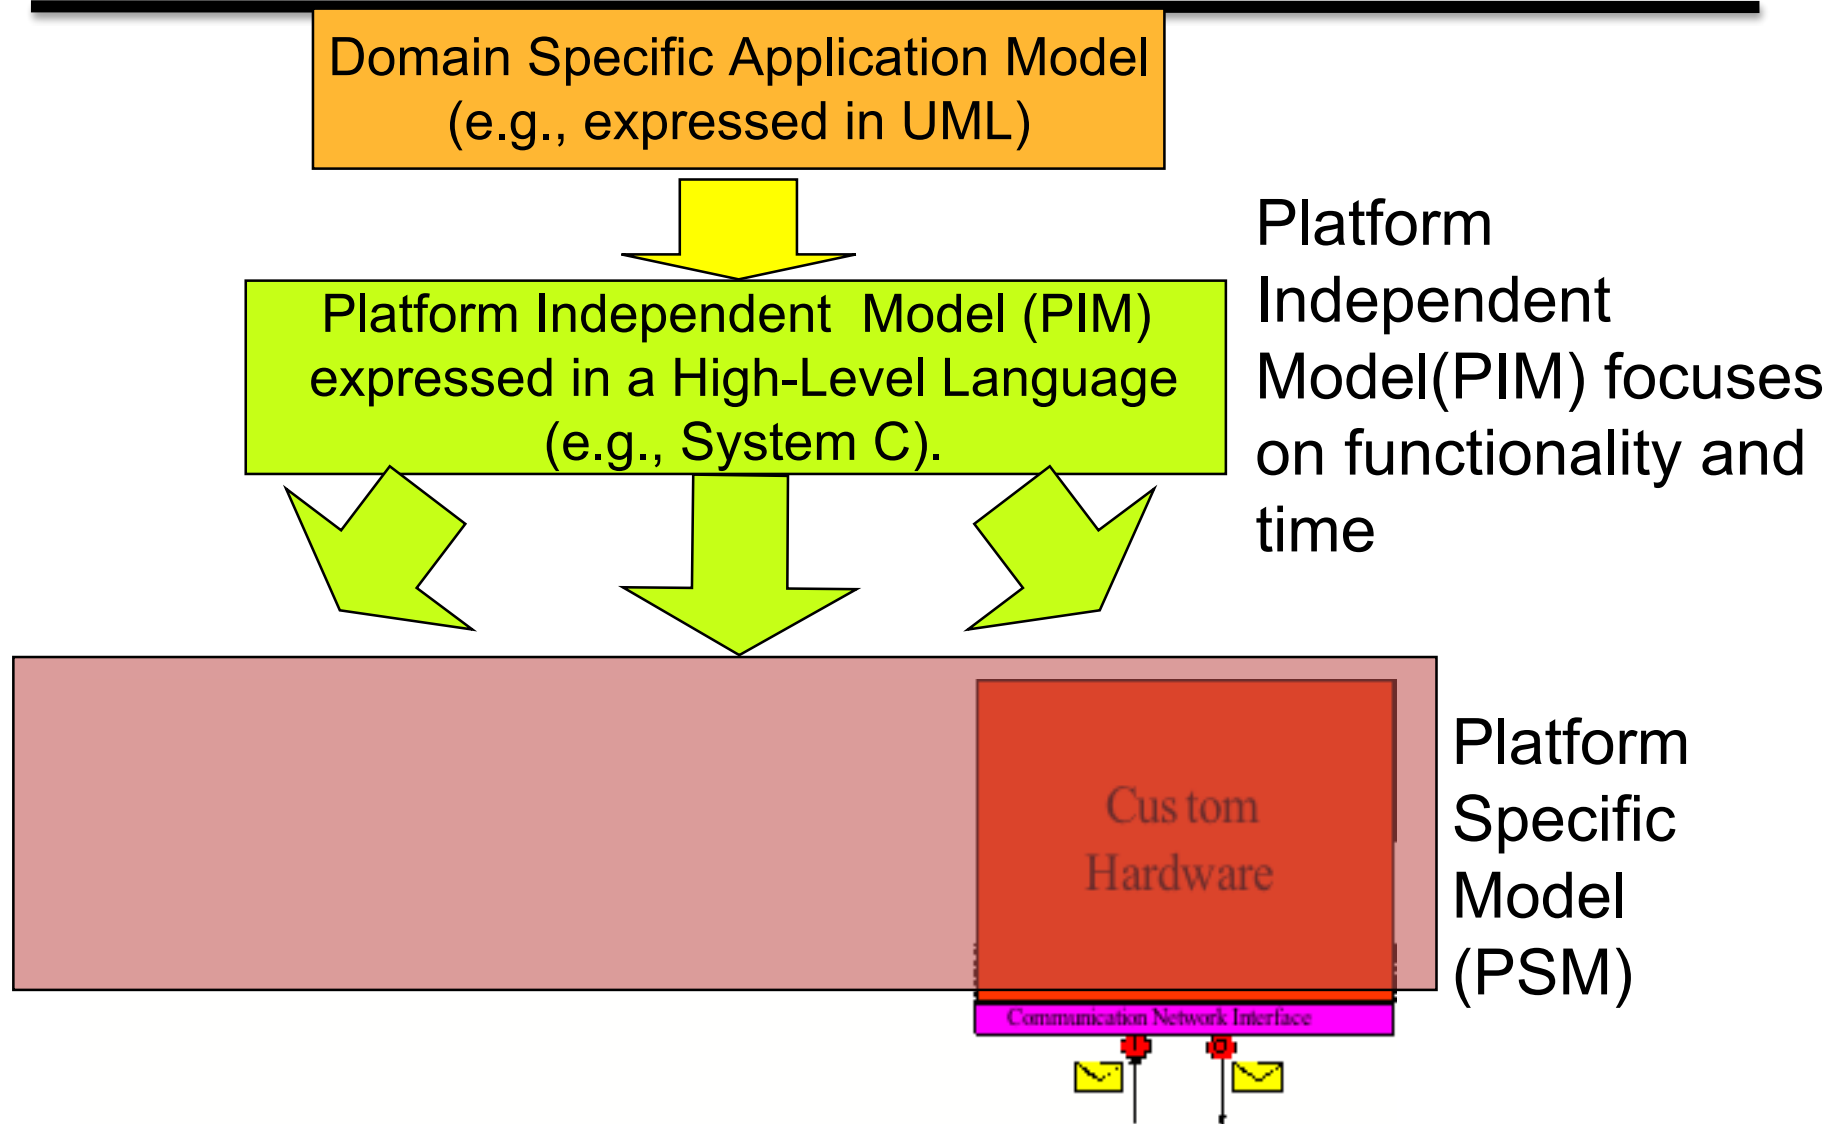 Domain Specific Application Model
(e.g., expressed in UML)
Platform Independent Model (PIM)
expressed in a High-Level Language
(e.g., System C).
Platform
Independent
Model(PIM) focuses
on functionality and
time
Cus tom
Hardware
Platform
Specific
Model
(PSM)
Communication Network Interface